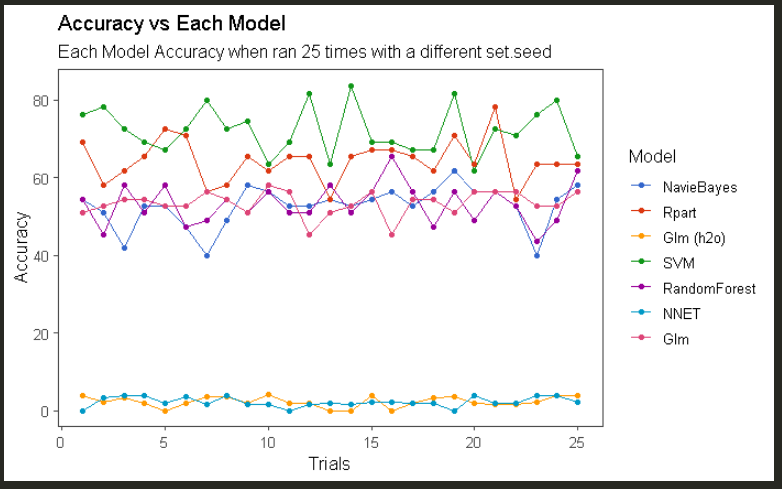 Accuracy vs Each Model
Each Model Accuracy when ran 25 times with a different set.seed
80
60
40
20
0
Accuracy
0 5 10 15 20 25
Trials
Model
NavieBayes
Rpart
Glm (h2o)
SVM
RandomForest
NNET
Glm